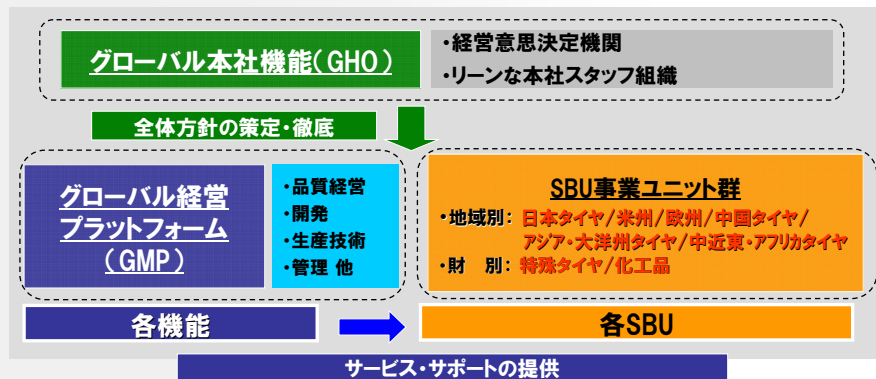 グローバル本社機能(GHO)
・経営意思決定機関
・リーンな本社スタッフ組織
全体方針の策定・徹底
グローバル経営
プラットフォーム
(GMP)
・品質経営
・開発
・生産技術
・管理 他
SBU事業ユニット群
・地域別: 日本タイヤ/米州/欧州/中国タイヤ/
アジア・大洋州タイヤ/中近東・アフリカタイヤ
・財 別: 特殊タイヤ/化工品
各機能
各SBU
サービス・サポートの提供